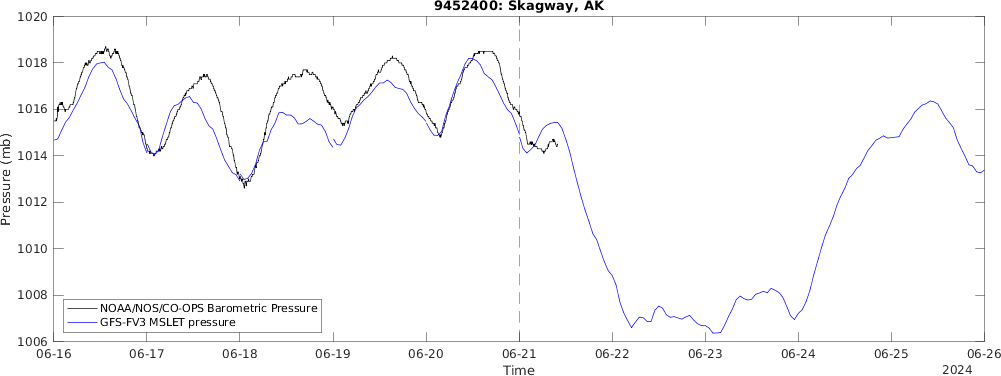 9452400: Skagway, AK
Pressure (mb)
1020
1018
1016
1014
1012
1010
1008
1006
NOAA/NOS/CO-OPS Barometric Pressure
GFS-FV3 MSLET pressure
06-16 06-17 06-18 06-19 06-20 06-21 06-22 06-23 06-24 06-25 06-26
Time
2024